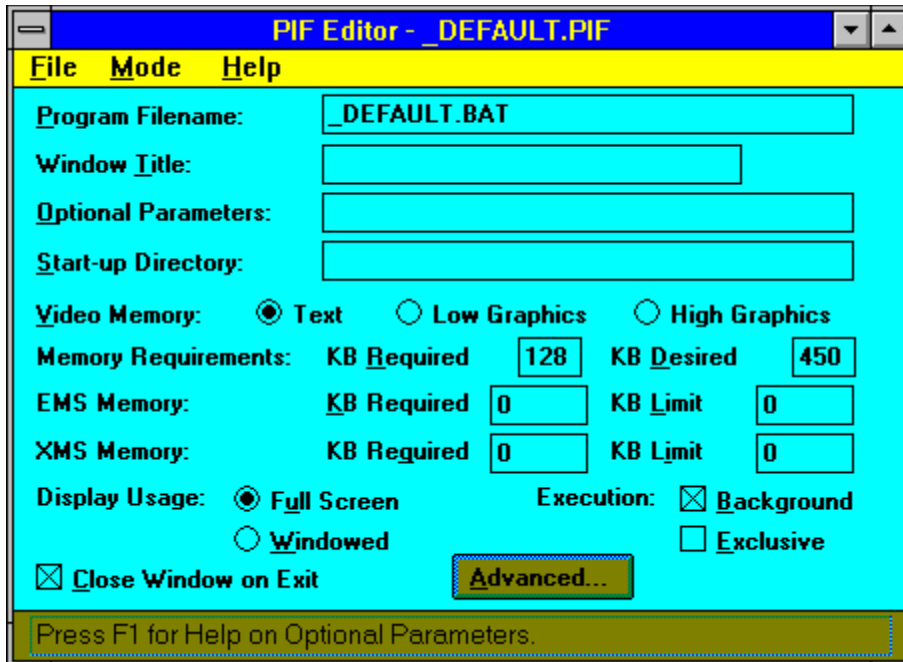 PIF Editor - _DEFAULT.PIF
File Mode Help
Program Filename: _DEFAULT.BAT
Window Title:
Optional Parameters:
Start-up Directory:
Video Memory: Text Low Graphics High Graphics
Memory Requirements: KB Required 128 KB Desired 450
EMS Memory: KB Required 0 KB Limit 0
XMS Memory: KB Required 0 KB Limit 0
Display Usage: Full Screen Execution: Background
Windowed Exclusive
Close Window on Exit Advanced...
Press F1 for Help on Optional Parameters.